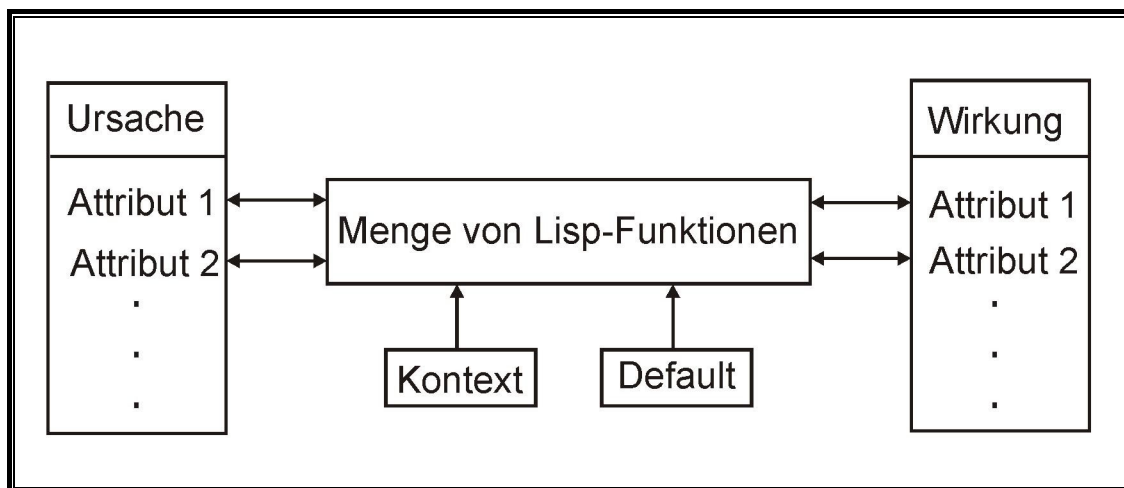 Ursache
Attribut 1
Attribut 2
.
.
.
Menge von Lisp-Funktionen
Kontext
Default
Wirkung
Attribut 1
Attribut 2
.
.
.